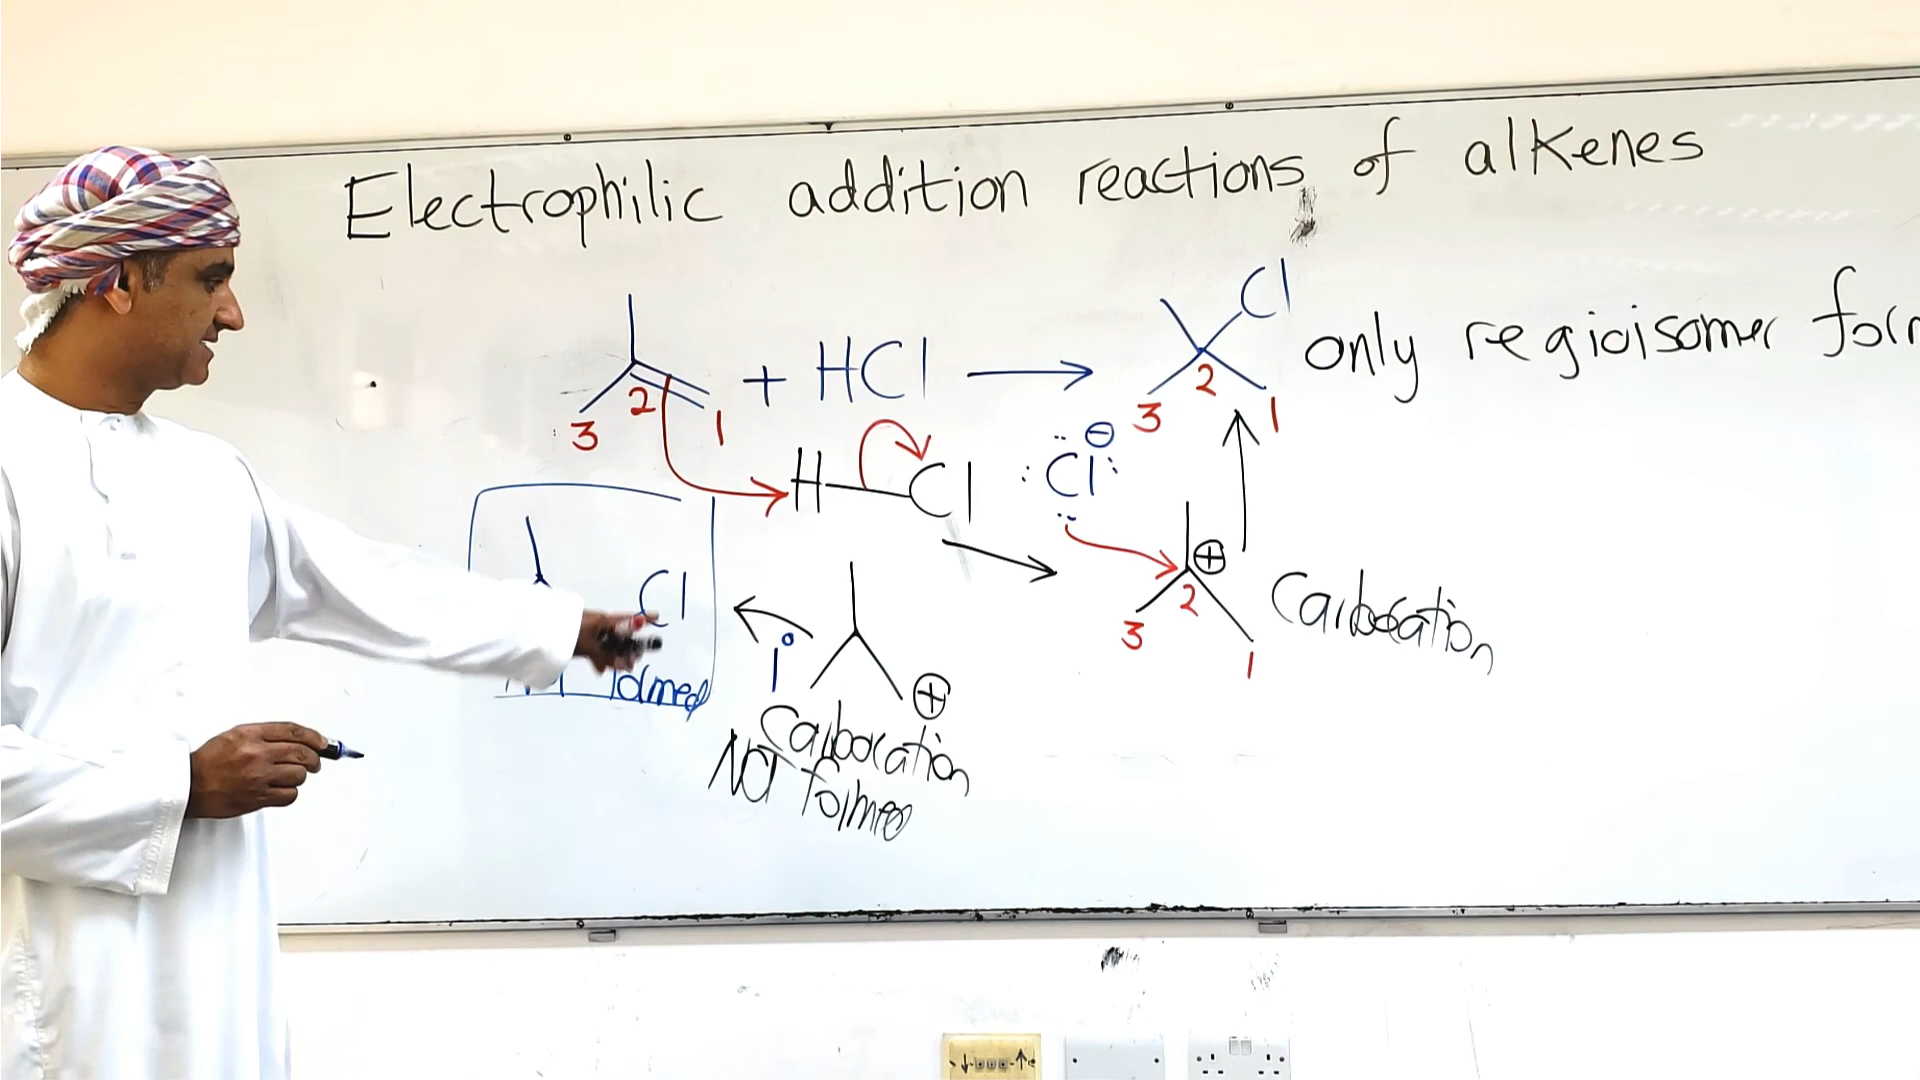 Electrophilic addition reactions of alkenes
Cl
+ HCl → only regioisomer for
3 2 1
3 2 1
H—Cl
:Cl: ⊖
⊕
Carbocation
3 2 1
Cl
formed
1°
⊕
Carbocation
NOT formed